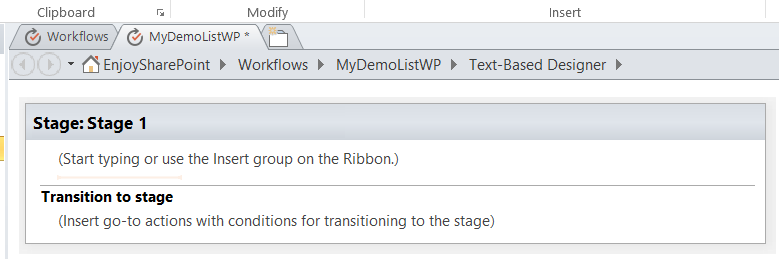 Clipboard Modify Insert
Workflows MyDemoListWP *
EnjoySharePoint Workflows MyDemoListWP Text-Based Designer
Stage: Stage 1
(Start typing or use the Insert group on the Ribbon.)
Transition to stage
(Insert go-to actions with conditions for transitioning to the stage)